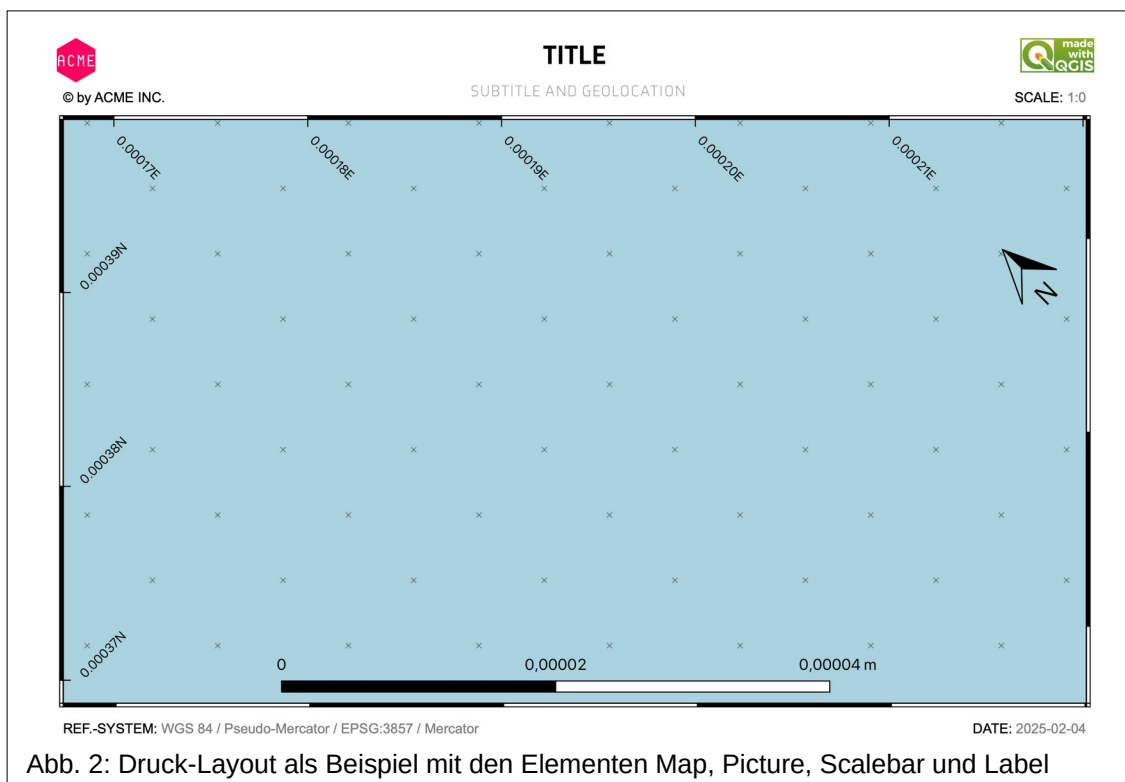 ACME
TITLE
made
with
QGIS
© by ACME INC.
SUBTITLE AND GEOLOCATION
SCALE: 1:0
0.00017E
0.00018E
0.00019E
0.00020E
0.00021E
0.00039N
N
0.00038N
0.00037N
0
0,00002
0,00004 m
REF.-SYSTEM: WGS 84 / Pseudo-Mercator / EPSG:3857 / Mercator
DATE: 2025-02-04
Abb. 2: Druck-Layout als Beispiel mit den Elementen Map, Picture, Scalebar und Label